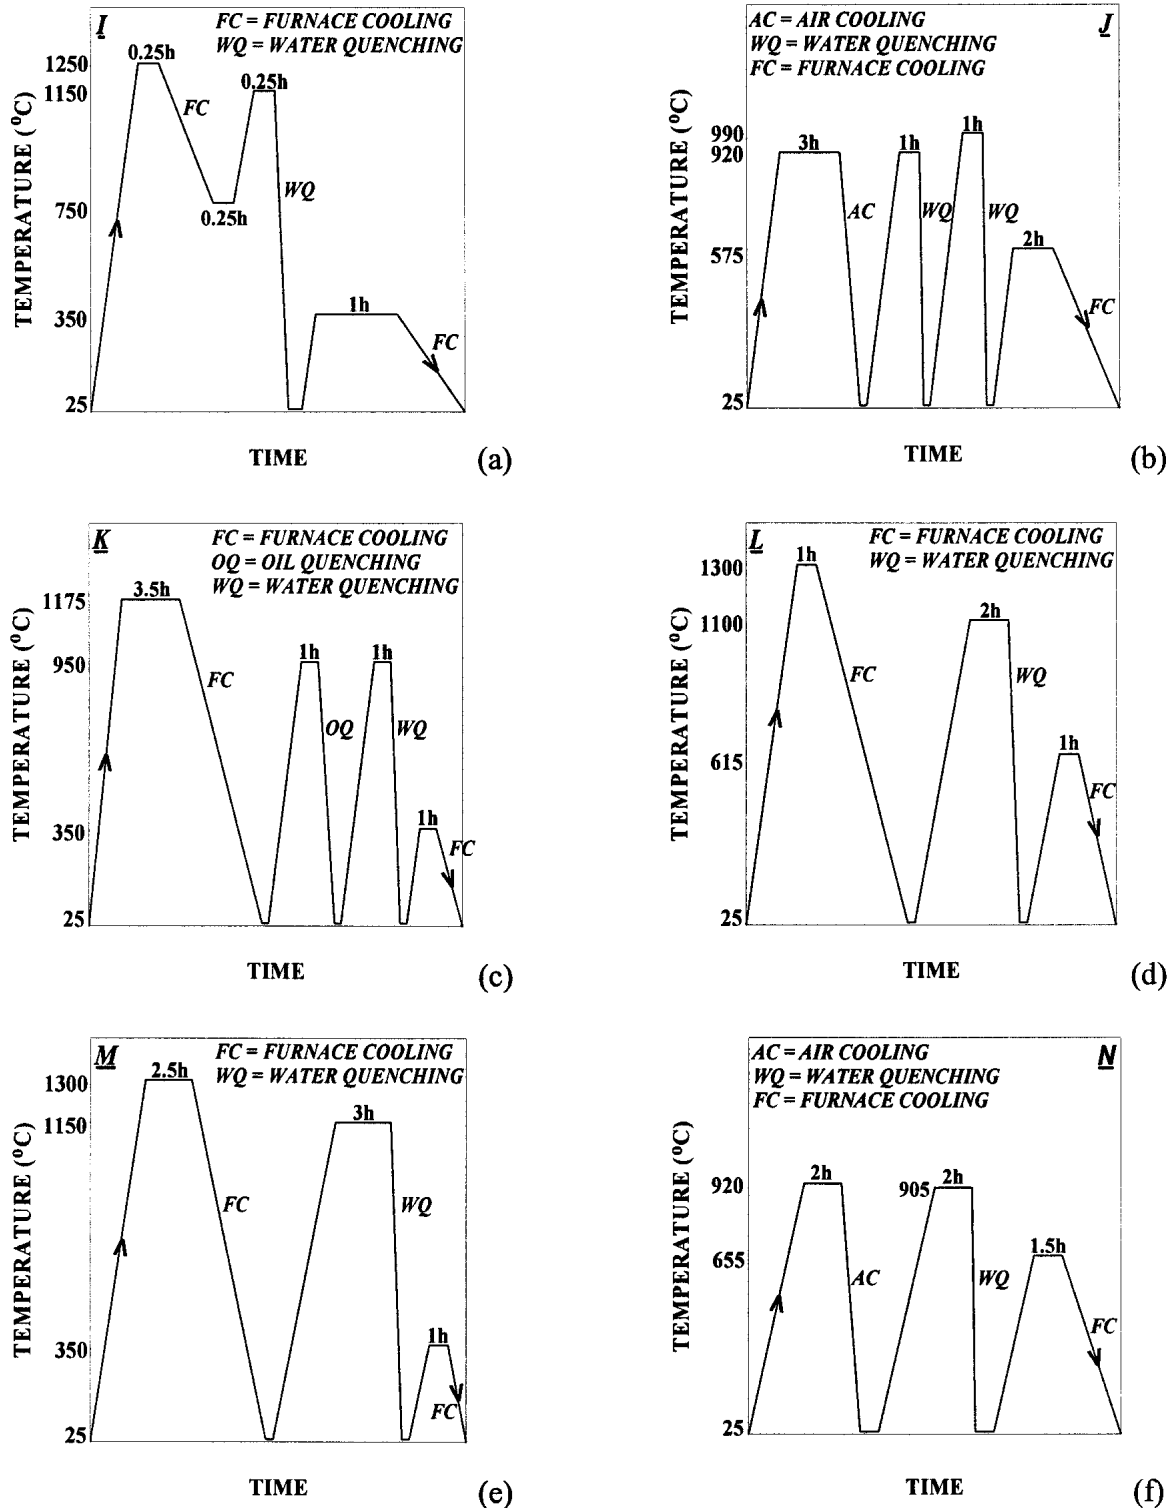 I
FC = FURNACE COOLING
WQ = WATER QUENCHING
0.25h
1250
1150
0.25h
FC
WQ
750
0.25h
350
1h
FC
25
TEMPERATURE (°C)
TIME
(a)
AC = AIR COOLING
J
WQ = WATER QUENCHING
FC = FURNACE COOLING
990
920
3h
1h
1h
AC
WQ
WQ
575
2h
FC
25
TEMPERATURE (°C)
TIME
(b)
K
FC = FURNACE COOLING
OQ = OIL QUENCHING
WQ = WATER QUENCHING
1175
3.5h
950
1h
1h
FC
OQ
WQ
350
1h
FC
25
TEMPERATURE (°C)
TIME
(c)
L
FC = FURNACE COOLING
WQ = WATER QUENCHING
1300
1h
1100
2h
FC
WQ
615
1h
FC
25
TEMPERATURE (°C)
TIME
(d)
M
FC = FURNACE COOLING
WQ = WATER QUENCHING
2.5h
1300
1150
3h
FC
WQ
350
1h
FC
25
TEMPERATURE (°C)
TIME
(e)
AC = AIR COOLING
N
WQ = WATER QUENCHING
FC = FURNACE COOLING
920
2h
905
2h
655
1.5h
AC
WQ
FC
25
TEMPERATURE (°C)
TIME
(f)